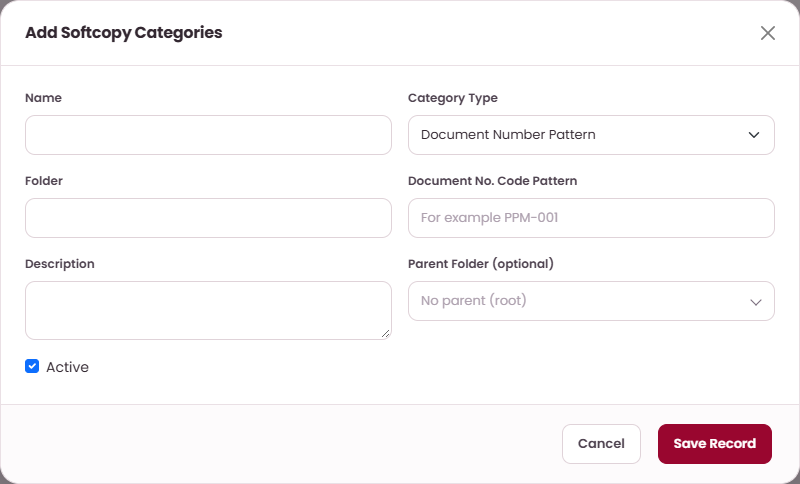 Add Softcopy Categories
Name
Category Type
Document Number Pattern
Folder
Document No. Code Pattern
For example PPM-001
Description
Parent Folder (optional)
No parent (root)
Active
Cancel
Save Record